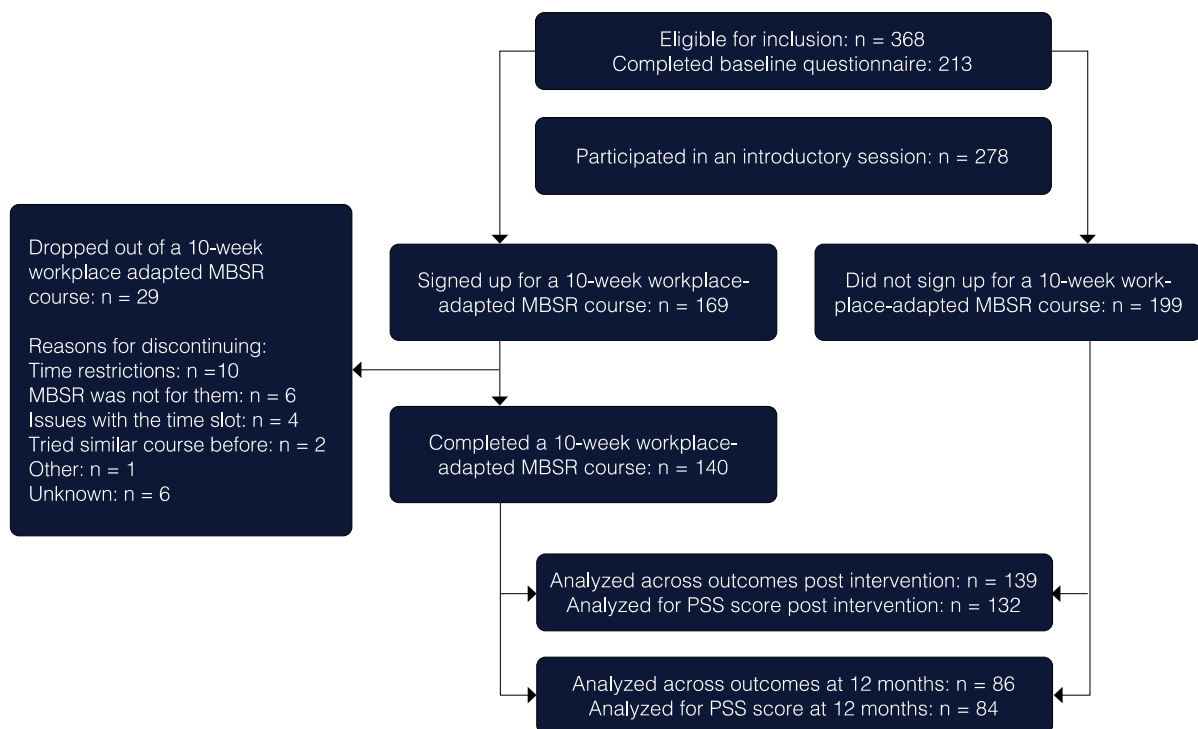 Eligible for inclusion: n = 368
Completed baseline questionnaire: 213
Participated in an introductory session: n = 278
Dropped out of a 10-week
workplace adapted MBSR
course: n = 29
Reasons for discontinuing:
Time restrictions: n =10
MBSR was not for them: n = 6
Issues with the time slot: n = 4
Tried similar course before: n = 2
Other: n = 1
Unknown: n = 6
Signed up for a 10-week workplace-
adapted MBSR course: n = 169
Did not sign up for a 10-week work-
place-adapted MBSR course: n = 199
Completed a 10-week workplace-
adapted MBSR course: n = 140
Analyzed across outcomes post intervention: n = 139
Analyzed for PSS score post intervention: n = 132
Analyzed across outcomes at 12 months: n = 86
Analyzed for PSS score at 12 months: n = 84